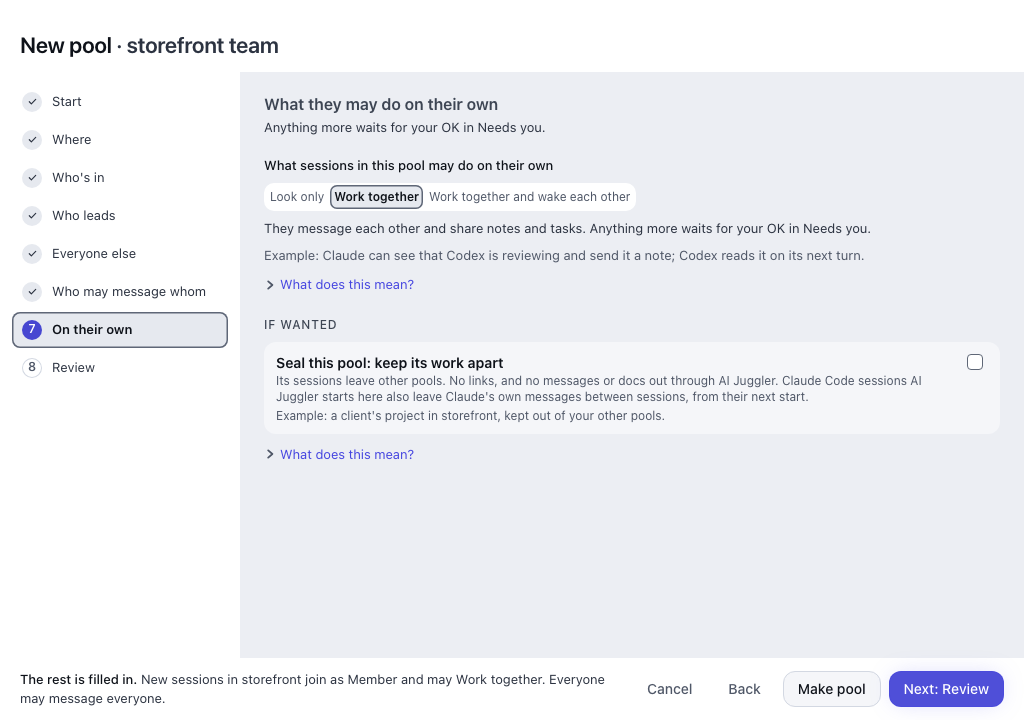 New pool · storefront team
Start
Where
Who's in
Who leads
Everyone else
Who may message whom
7 On their own
8 Review
What they may do on their own
Anything more waits for your OK in Needs you.
What sessions in this pool may do on their own
Look only Work together Work together and wake each other
They message each other and share notes and tasks. Anything more waits for your OK in Needs you.
Example: Claude can see that Codex is reviewing and send it a note; Codex reads it on its next turn.
What does this mean?
IF WANTED
Seal this pool: keep its work apart
Its sessions leave other pools. No links, and no messages or docs out through AI Juggler. Claude Code sessions AI
Juggler starts here also leave Claude's own messages between sessions, from their next start.
Example: a client's project in storefront, kept out of your other pools.
What does this mean?
The rest is filled in. New sessions in storefront join as Member and may Work together. Everyone
may message everyone.
Cancel Back Make pool Next: Review